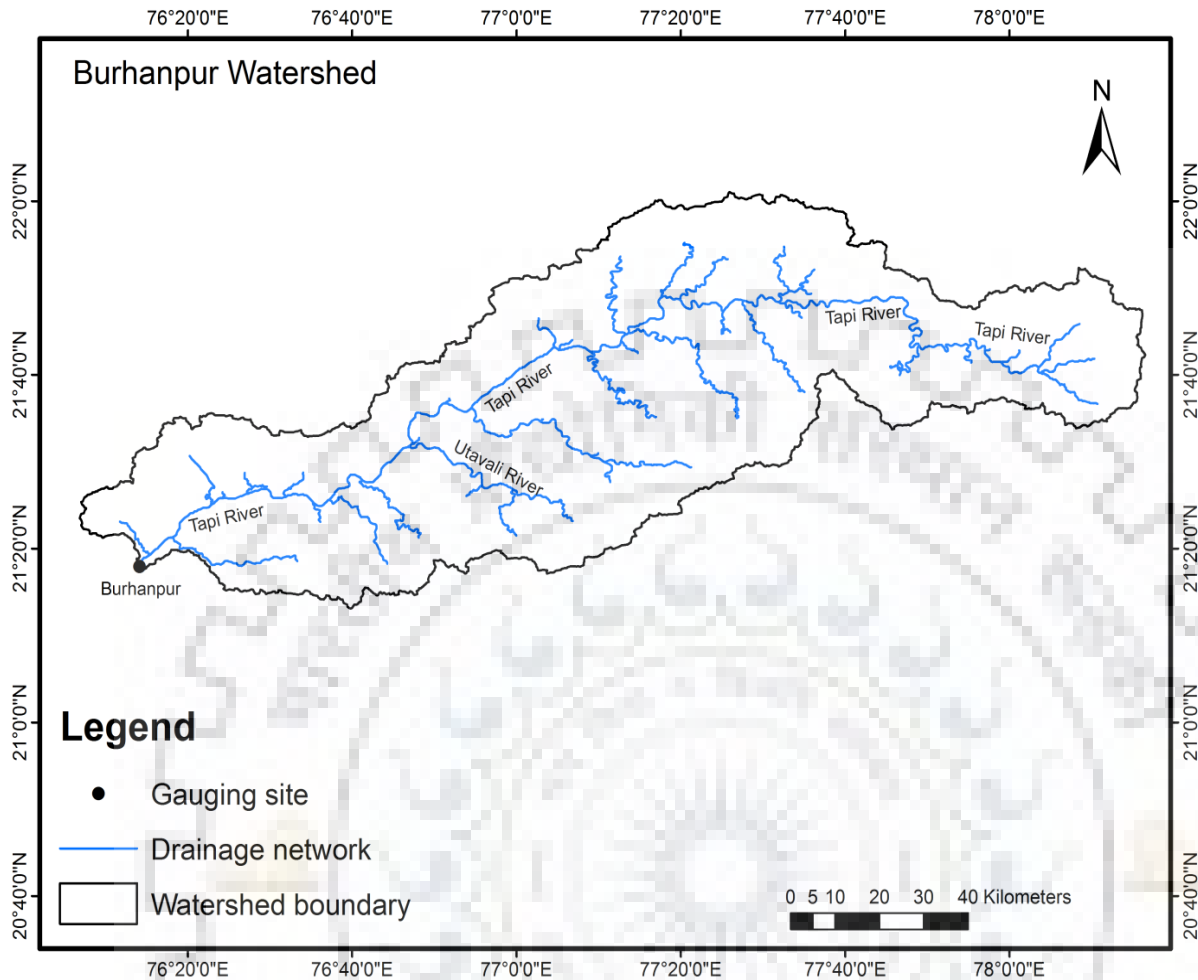 76°20'0"E 76°40'0"E 77°0'0"E 77°20'0"E 77°40'0"E 78°0'0"E
Burhanpur Watershed
N
22°0'0"N
22°0'0"N
Tapi River
Tapi River
21°40'0"N
21°40'0"N
Tapi River
Utavali River
Tapi River
21°20'0"N
21°20'0"N
Burhanpur
21°0'0"N
21°0'0"N
Legend
Gauging site
Drainage network
Watershed boundary
0 5 10 20 30 40 Kilometers
20°40'0"N
20°40'0"N
76°20'0"E 76°40'0"E 77°0'0"E 77°20'0"E 77°40'0"E 78°0'0"E